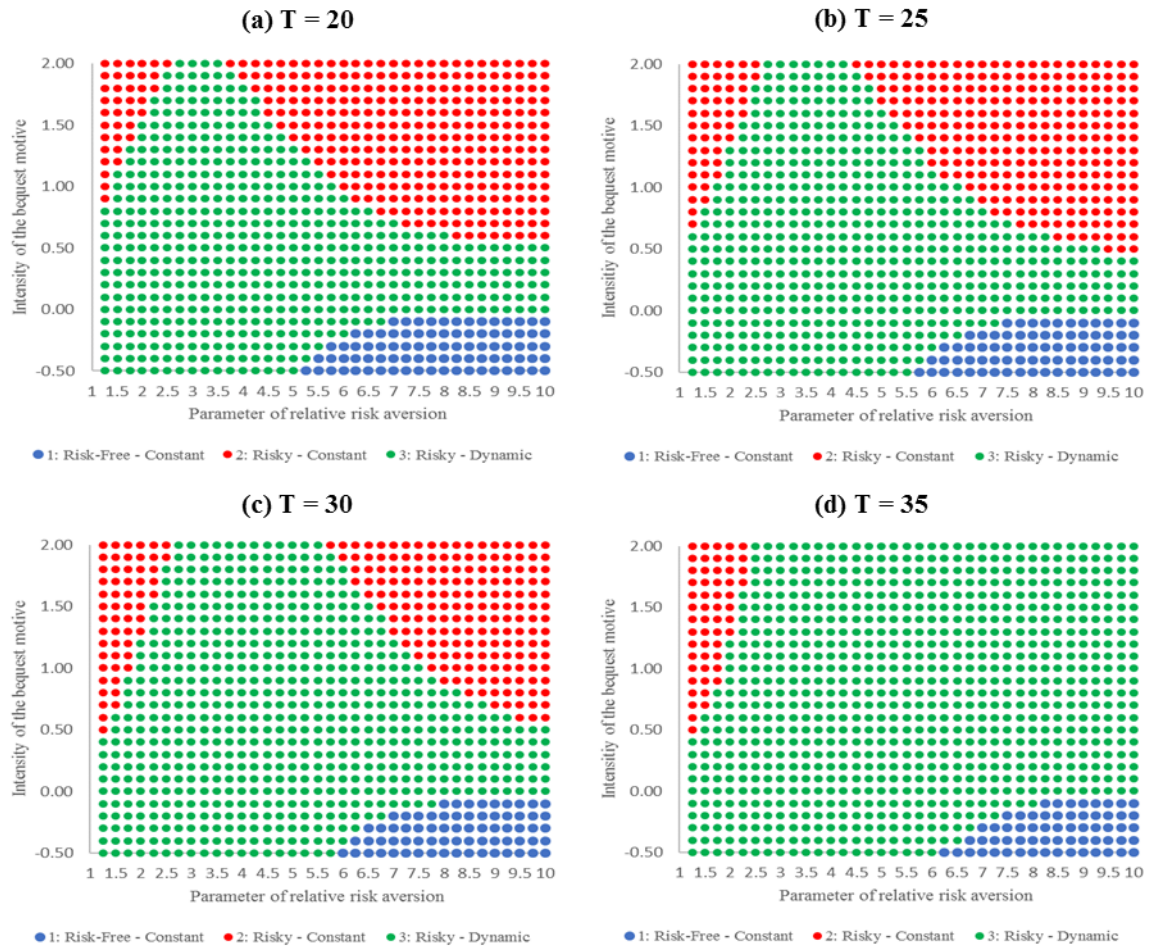 (a) T = 20
2.00
1.50
1.00
0.50
0.00
-0.50
Intensity of the bequest motive
1 1.5 2 2.5 3 3.5 4 4.5 5 5.5 6 6.5 7 7.5 8 8.5 9 9.5 10
Parameter of relative risk aversion
1: Risk-Free - Constant 2: Risky - Constant 3: Risky - Dynamic
(b) T = 25
2.00
1.50
1.00
0.50
0.00
-0.50
Intensitiy of the bequest motive
1 1.5 2 2.5 3 3.5 4 4.5 5 5.5 6 6.5 7 7.5 8 8.5 9 9.5 10
Parameter of relative risk aversion
1: Risk-Free - Constant 2: Risky - Constant 3: Risky - Dynamic
(c) T = 30
2.00
1.50
1.00
0.50
0.00
-0.50
Intensity of the bequest motive
1 1.5 2 2.5 3 3.5 4 4.5 5 5.5 6 6.5 7 7.5 8 8.5 9 9.5 10
Parameter of relative risk aversion
1: Risk-Free - Constant 2: Risky - Constant 3: Risky - Dynamic
(d) T = 35
2.00
1.50
1.00
0.50
0.00
-0.50
Intensitiy of the bequest motive
1 1.5 2 2.5 3 3.5 4 4.5 5 5.5 6 6.5 7 7.5 8 8.5 9 9.5 10
Parameter of relative risk aversion
1: Risk-Free - Constant 2: Risky - Constant 3: Risky - Dynamic